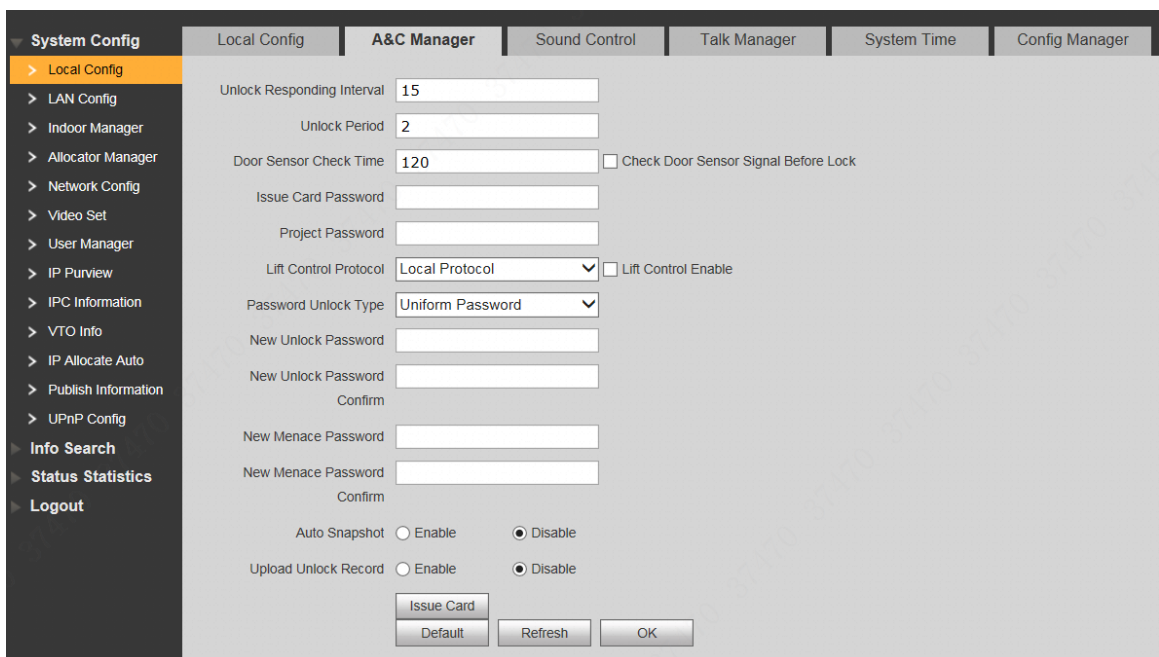 System Config
Local Config
LAN Config
Indoor Manager
Allocator Manager
Network Config
Video Set
User Manager
IP Purview
IPC Information
VTO Info
IP Allocate Auto
Publish Information
UPnP Config
Info Search
Status Statistics
Logout
Local Config A&C Manager Sound Control Talk Manager System Time Config Manager
Unlock Responding Interval 15
Unlock Period 2
Door Sensor Check Time 120 Check Door Sensor Signal Before Lock
Issue Card Password
Project Password
Lift Control Protocol Local Protocol Lift Control Enable
Password Unlock Type Uniform Password
New Unlock Password
New Unlock Password
Confirm
New Menace Password
New Menace Password
Confirm
Auto Snapshot Enable Disable
Upload Unlock Record Enable Disable
Issue Card
Default Refresh OK